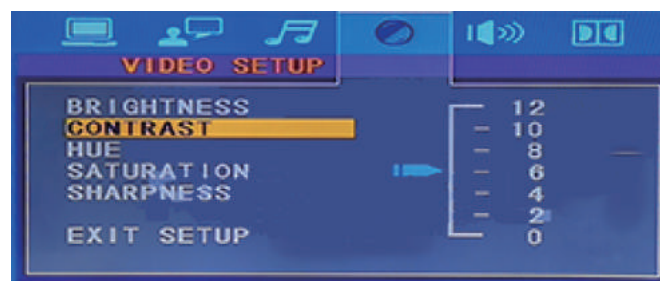 VIDEO SETUP
BRIGHTNESS
CONTRAST
HUE
SATURATION
SHARPNESS
EXIT SETUP
12
10
8
6
4
2
0